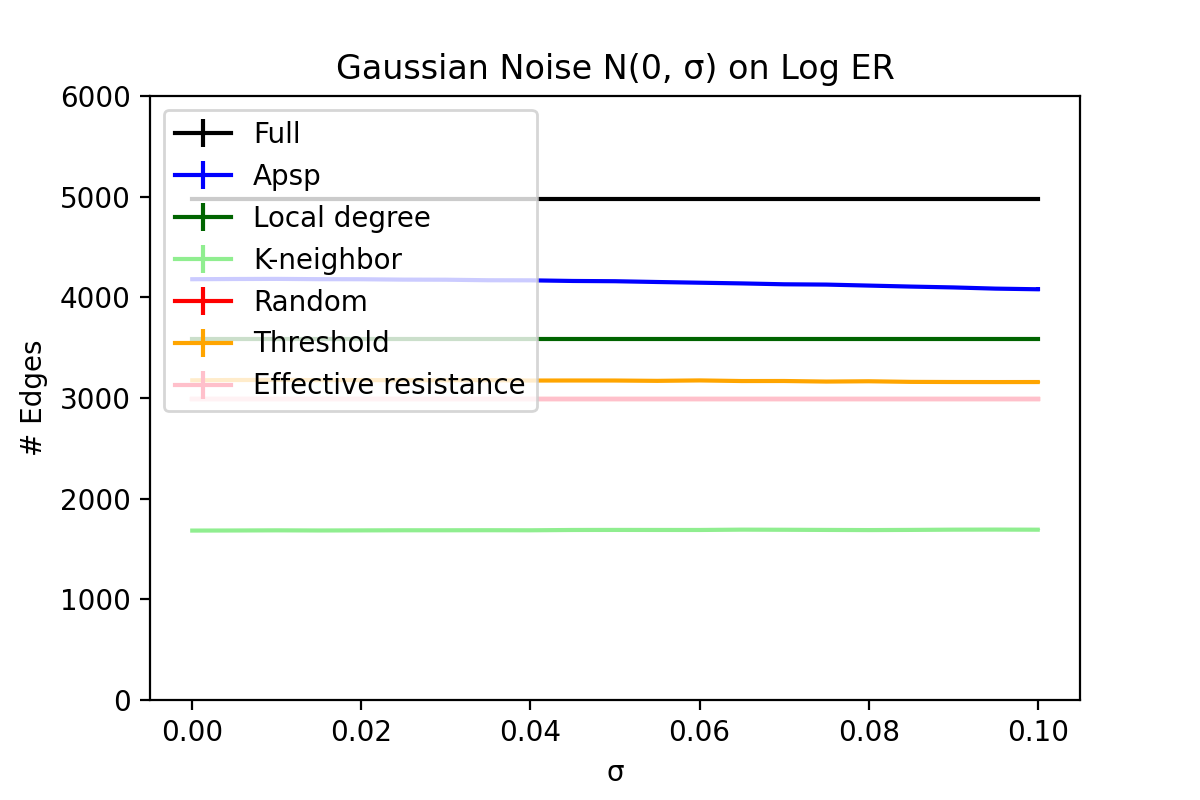 Gaussian Noise N(0, σ) on Log ER
6000
5000
4000
3000
2000
1000
0
# Edges
Full
Apsp
Local degree
K-neighbor
Random
Threshold
Effective resistance
0.00 0.02 0.04 0.06 0.08 0.10
σ